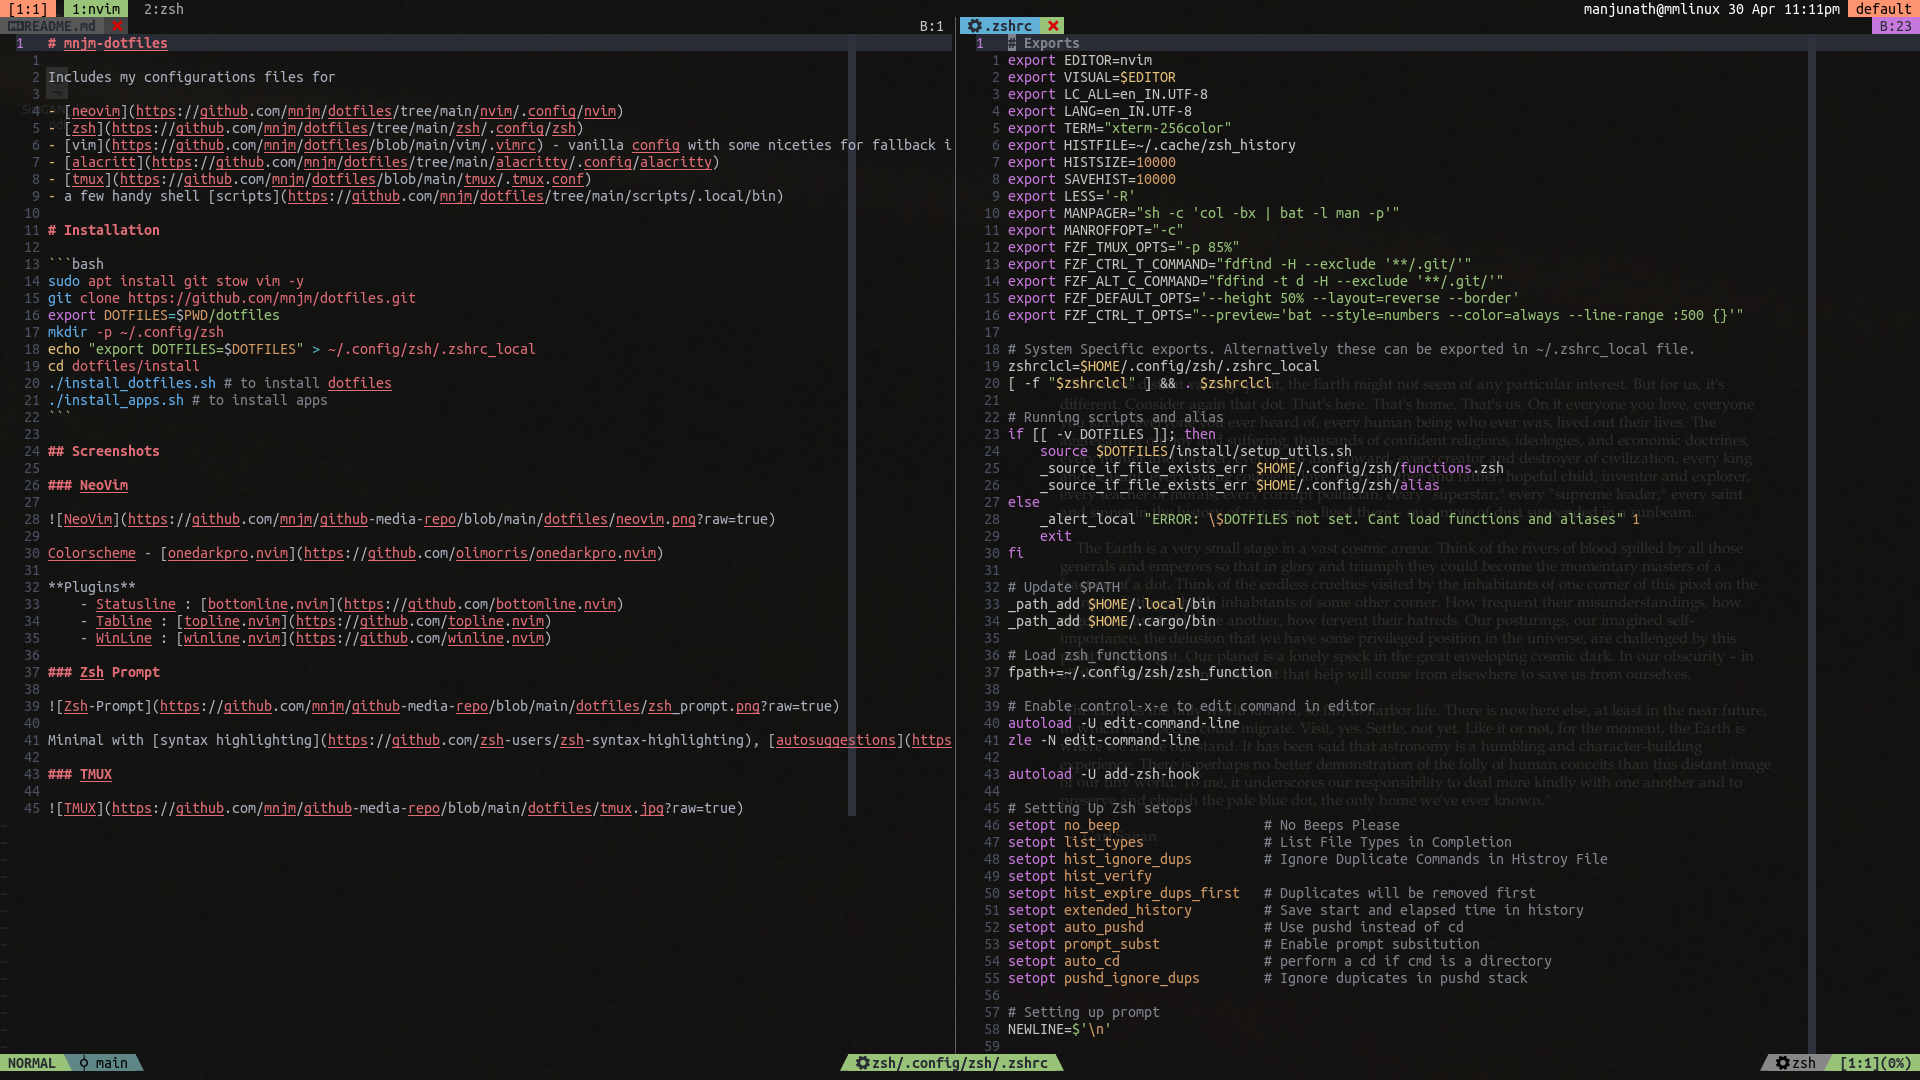 [1:1] 1:nvim 2:zsh manjunath@mmlinux 30 Apr 11:11pm default
README.md B:1
1 # mnjm-dotfiles
1
2 Includes my configurations files for
3
4 - [neovim](https://github.com/mnjm/dotfiles/tree/main/nvim/.config/nvim)
5 - [zsh](https://github.com/mnjm/dotfiles/tree/main/zsh/.config/zsh)
6 - [vim](https://github.com/mnjm/dotfiles/blob/main/vim/.vimrc) - vanilla config with some niceties for fallback i
7 - [alacritt](https://github.com/mnjm/dotfiles/tree/main/alacritty/.config/alacritty)
8 - [tmux](https://github.com/mnjm/dotfiles/blob/main/tmux/.tmux.conf)
9 - a few handy shell [scripts](https://github.com/mnjm/dotfiles/tree/main/scripts/.local/bin)
10
11 # Installation
12
13 ```bash
14 sudo apt install git stow vim -y
15 git clone https://github.com/mnjm/dotfiles.git
16 export DOTFILES=$PWD/dotfiles
17 mkdir -p ~/.config/zsh
18 echo "export DOTFILES=$DOTFILES" > ~/.config/zsh/.zshrc_local
19 cd dotfiles/install
20 ./install_dotfiles.sh # to install dotfiles
21 ./install_apps.sh # to install apps
22 ```
23
24 ## Screenshots
25
26 ### NeoVim
27
28 ![NeoVim](https://github.com/mnjm/github-media-repo/blob/main/dotfiles/neovim.png?raw=true)
29
30 Colorscheme - [onedarkpro.nvim](https://github.com/olimorris/onedarkpro.nvim)
31
32 **Plugins**
33 - Statusline : [bottomline.nvim](https://github.com/bottomline.nvim)
34 - Tabline : [topline.nvim](https://github.com/topline.nvim)
35 - WinLine : [winline.nvim](https://github.com/winline.nvim)
36
37 ### Zsh Prompt
38
39 ![Zsh-Prompt](https://github.com/mnjm/github-media-repo/blob/main/dotfiles/zsh_prompt.png?raw=true)
40
41 Minimal with [syntax highlighting](https://github.com/zsh-users/zsh-syntax-highlighting), [autosuggestions](https
42
43 ### TMUX
44
45 ![TMUX](https://github.com/mnjm/github-media-repo/blob/main/dotfiles/tmux.jpg?raw=true)
.zshrc B:23
1 # Exports
1 export EDITOR=nvim
2 export VISUAL=$EDITOR
3 export LC_ALL=en_IN.UTF-8
4 export LANG=en_IN.UTF-8
5 export TERM="xterm-256color"
6 export HISTFILE=~/.cache/zsh_history
7 export HISTSIZE=10000
8 export SAVEHIST=10000
9 export LESS='-R'
10 export MANPAGER="sh -c 'col -bx | bat -l man -p'"
11 export MANROFFOPT="-c"
12 export FZF_TMUX_OPTS="-p 85%"
13 export FZF_CTRL_T_COMMAND="fdfind -H --exclude '**/.git/'"
14 export FZF_ALT_C_COMMAND="fdfind -t d -H --exclude '**/.git/'"
15 export FZF_DEFAULT_OPTS='--height 50% --layout=reverse --border'
16 export FZF_CTRL_T_OPTS="--preview='bat --style=numbers --color=always --line-range :500 {}'"
17
18 # System Specific exports. Alternatively these can be exported in ~/.zshrc_local file.
19 zshrclcl=$HOME/.config/zsh/.zshrc_local
20 [ -f "$zshrclcl" ] && . $zshrclcl
21
22 # Running scripts and alias
23 if [[ -v DOTFILES ]]; then
24 source $DOTFILES/install/setup_utils.sh
25 _source_if_file_exists_err $HOME/.config/zsh/functions.zsh
26 _source_if_file_exists_err $HOME/.config/zsh/alias
27 else
28 _alert_local "ERROR: \$DOTFILES not set. Cant load functions and aliases" 1
29 exit
30 fi
31
32 # Update $PATH
33 _path_add $HOME/.local/bin
34 _path_add $HOME/.cargo/bin
35
36 # Load zsh_functions
37 fpath+=~/.config/zsh/zsh_function
38
39 # Enable control-x-e to edit command in editor
40 autoload -U edit-command-line
41 zle -N edit-command-line
42
43 autoload -U add-zsh-hook
44
45 # Setting Up Zsh setops
46 setopt no_beep # No Beeps Please
47 setopt list_types # List File Types in Completion
48 setopt hist_ignore_dups # Ignore Duplicate Commands in Histroy File
49 setopt hist_verify
50 setopt hist_expire_dups_first # Duplicates will be removed first
51 setopt extended_history # Save start and elapsed time in history
52 setopt auto_pushd # Use pushd instead of cd
53 setopt prompt_subst # Enable prompt subsitution
54 setopt auto_cd # perform a cd if cmd is a directory
55 setopt pushd_ignore_dups # Ignore dupicates in pushd stack
56
57 # Setting up prompt
58 NEWLINE=$'\n'
59
NORMAL main zsh/.config/zsh/.zshrc zsh [1:1](0%)